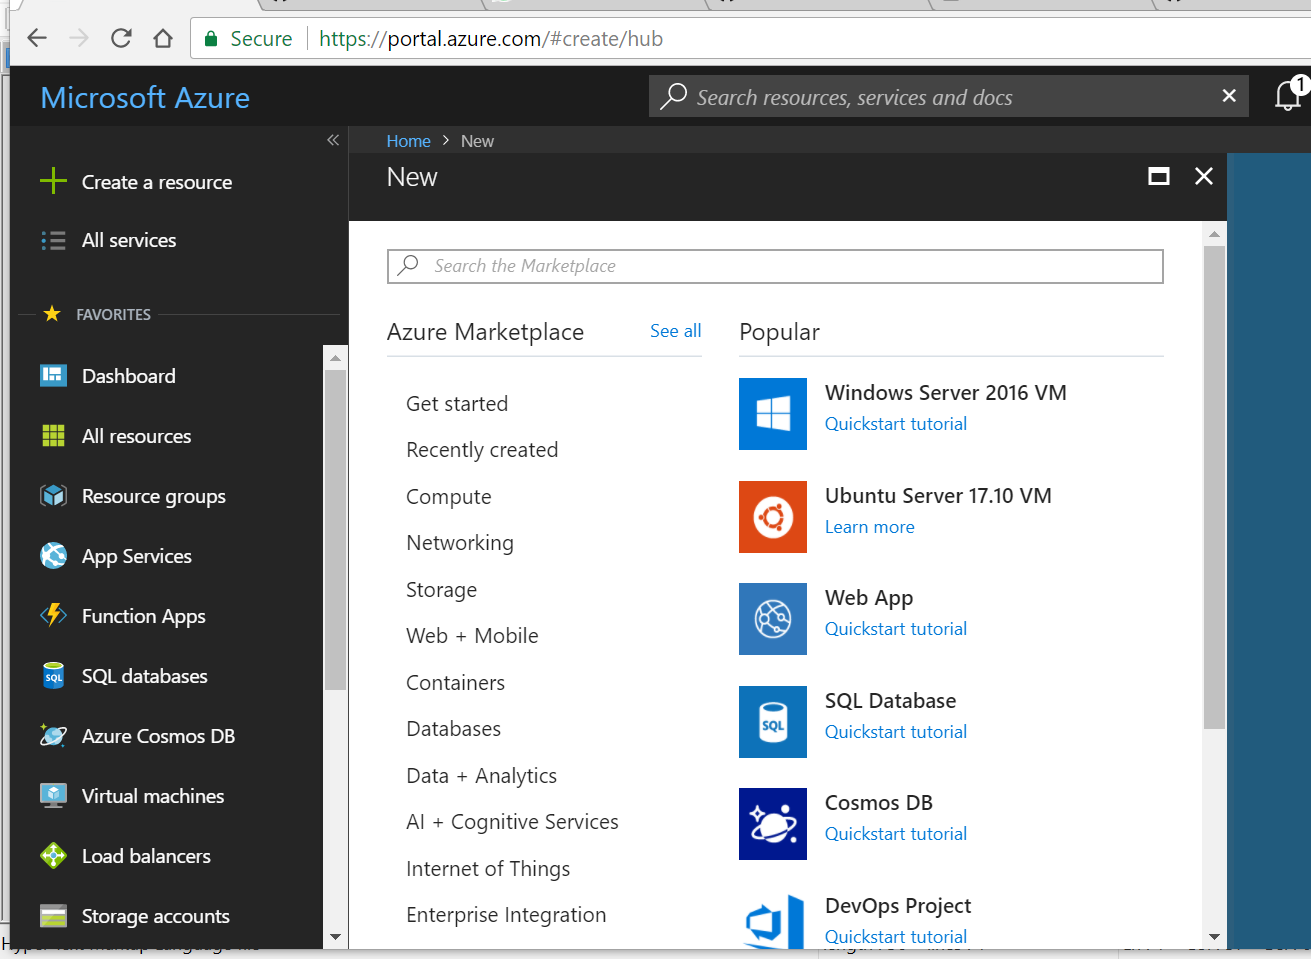 Secure https://portal.azure.com/#create/hub
Microsoft Azure
Search resources, services and docs
1
Home > New
New
Create a resource
All services
FAVORITES
Dashboard
All resources
Resource groups
App Services
Function Apps
SQL
SQL databases
Azure Cosmos DB
Virtual machines
Load balancers
Storage accounts
Search the Marketplace
Azure Marketplace
See all
Get started
Recently created
Compute
Networking
Storage
Web + Mobile
Containers
Databases
Data + Analytics
AI + Cognitive Services
Internet of Things
Enterprise Integration
Popular
Windows Server 2016 VM
Quickstart tutorial
Ubuntu Server 17.10 VM
Learn more
Web App
Quickstart tutorial
SQL
SQL Database
Quickstart tutorial
Cosmos DB
Quickstart tutorial
DevOps Project
Quickstart tutorial